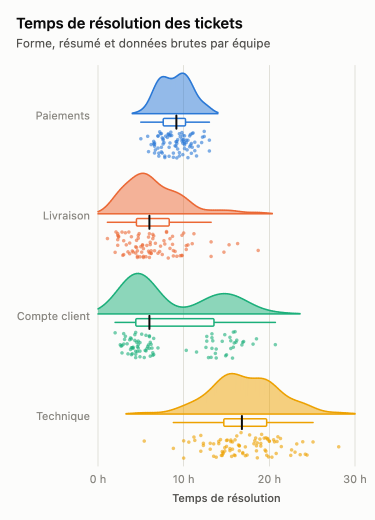 Temps de résolution des tickets
Forme, résumé et données brutes par équipe
Paiements
Livraison
Compte client
Technique
0 h
10 h
20 h
30 h
Temps de résolution